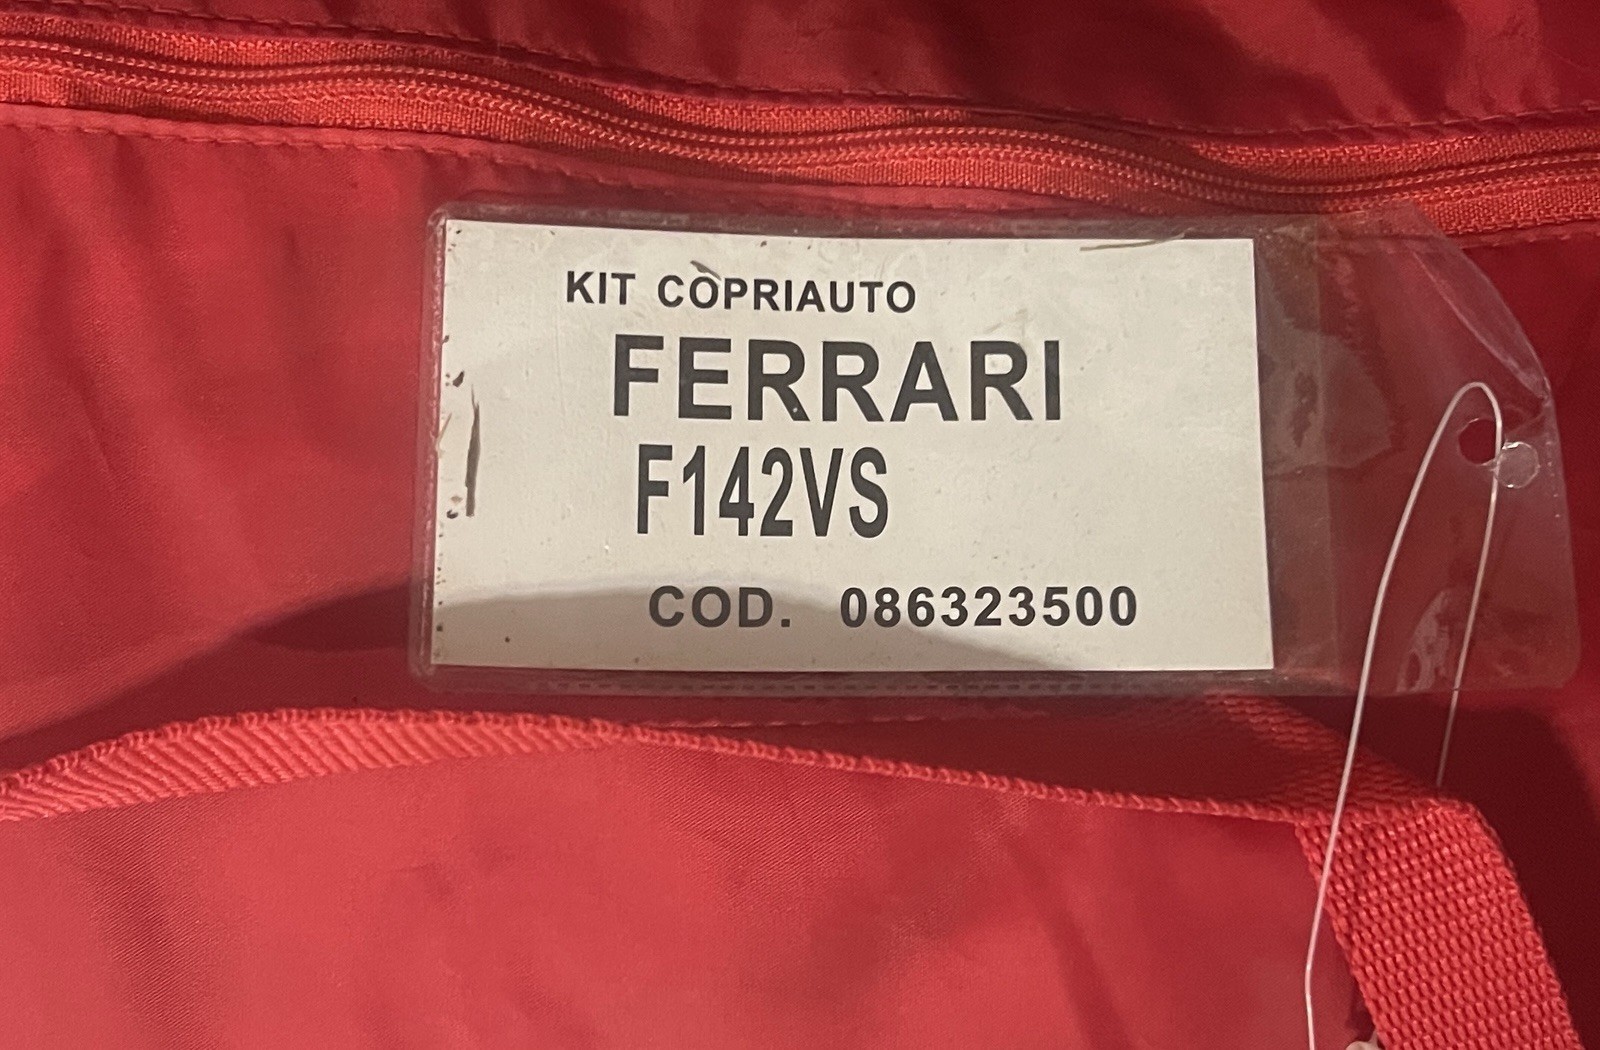 KIT COPRIAUTO
FERRARI
F142VS
COD. 086323500